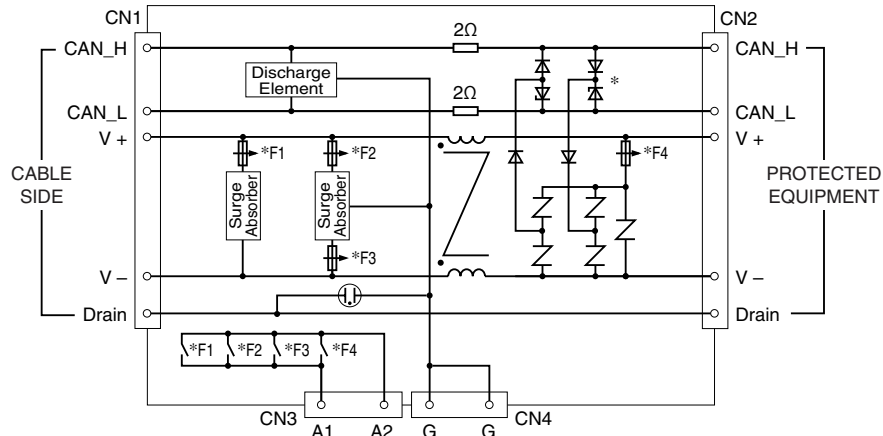 CN1
CN2
2Ω
CAN_H
CAN_H
Discharge
Element
*
2Ω
CAN_L
CAN_L
V +
V +
*F1
*F2
*F4
CABLE
SIDE
PROTECTED
EQUIPMENT
Surge
Absorber
Surge
Absorber
*F3
V –
V –
Drain
Drain
*F1
*F2
*F3
*F4
CN3
CN4
A1
A2
G
G